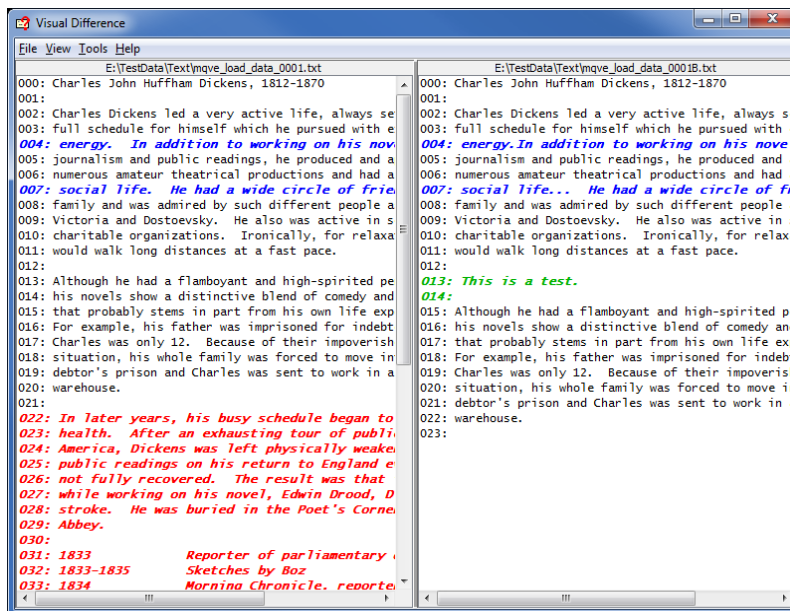 Visual Difference
File View Tools Help
E:\TestData\Text\mqve_load_data_0001.txt
000: Charles John Huffham Dickens, 1812-1870
001:
002: Charles Dickens led a very active life, always se
003: full schedule for himself which he pursued with e
004: energy.  In addition to working on his nov
005: journalism and public readings, he produced and a
006: numerous amateur theatrical productions and had a
007: social life.  He had a wide circle of frie
008: family and was admired by such different people a
009: Victoria and Dostoevsky.  He also was active in s
010: charitable organizations.  Ironically, for relaxa
011: would walk long distances at a fast pace.
012:
013: Although he had a flamboyant and high-spirited pe
014: his novels show a distinctive blend of comedy and
015: that probably stems in part from his own life exp
016: For example, his father was imprisoned for indebt
017: Charles was only 12.  Because of their impoverish
018: situation, his whole family was forced to move in
019: debtor's prison and Charles was sent to work in a
020: warehouse.
021:
022: In later years, his busy schedule began to
023: health.  After an exhausting tour of public
024: America, Dickens was left physically weake
025: public readings on his return to England e
026: not fully recovered.  The result was that
027: while working on his novel, Edwin Drood, D
028: stroke.  He was buried in the Poet's Corne
029: Abbey.
030:
031: 1833 Reporter of parliamentary
032: 1833-1835 Sketches by Boz
033: 1834 Morning Chronicle, reporte
E:\TestData\Text\mqve_load_data_0001B.txt
000: Charles John Huffham Dickens, 1812-1870
001:
002: Charles Dickens led a very active life, always s
003: full schedule for himself which he pursued with
004: energy.In addition to working on his nove
005: journalism and public readings, he produced and
006: numerous amateur theatrical productions and had
007: social life...  He had a wide circle of fr
008: family and was admired by such different people
009: Victoria and Dostoevsky.  He also was active in
010: charitable organizations.  Ironically, for relax
011: would walk long distances at a fast pace.
012:
013: This is a test.
014:
015: Although he had a flamboyant and high-spirited p
016: his novels show a distinctive blend of comedy an
017: that probably stems in part from his own life ex
018: For example, his father was imprisoned for indeb
019: Charles was only 12.  Because of their impoveris
020: situation, his whole family was forced to move i
021: debtor's prison and Charles was sent to work in
022: warehouse.
023: